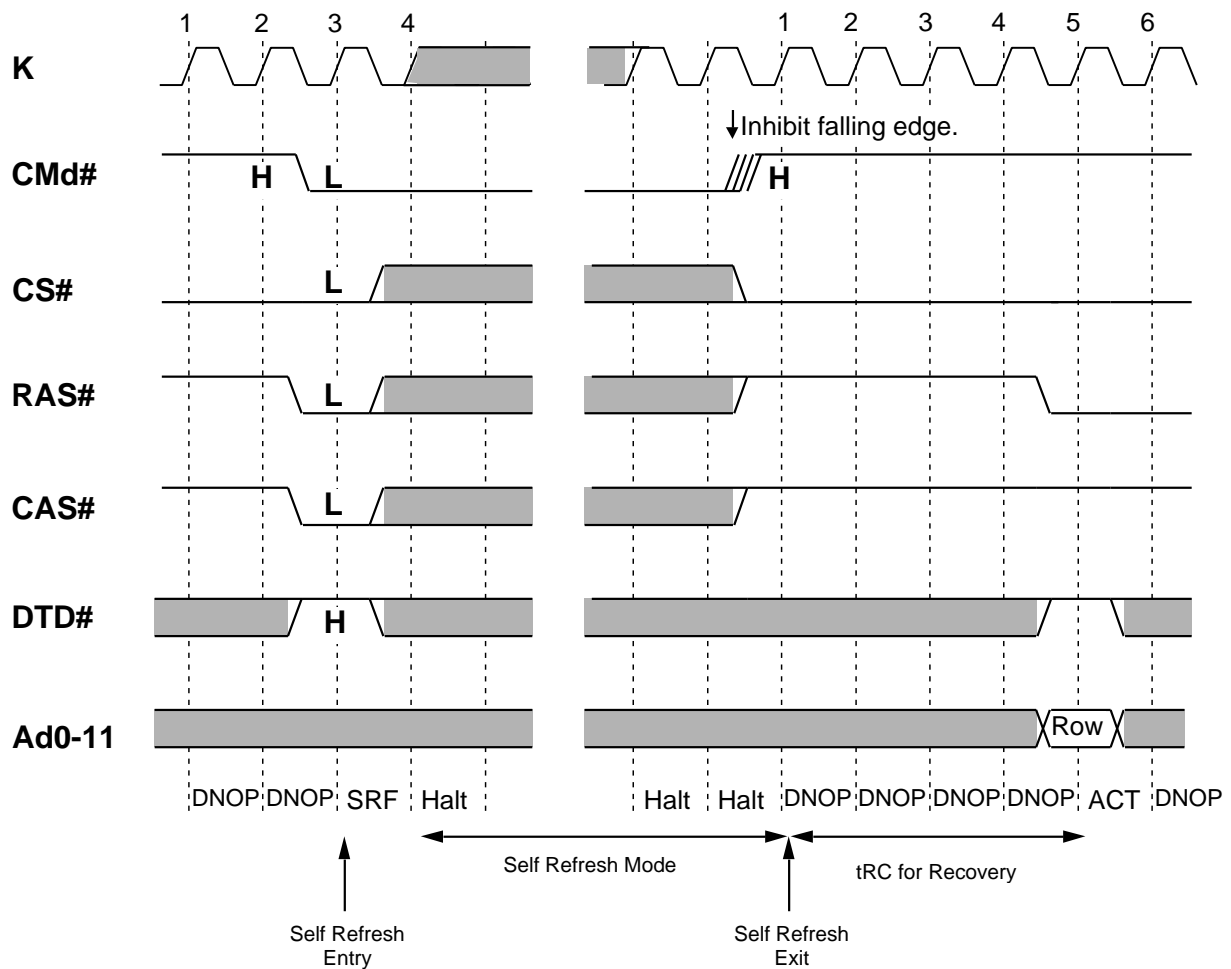 1 2 3 4 1 2 3 4 5 6
K
Inhibit falling edge.
CMd# H L H
CS# L
RAS# L
CAS# L
DTD# H
Ad0-11 Row
DNOP DNOP SRF Halt Halt Halt DNOP DNOP DNOP DNOP ACT DNOP
Self Refresh Mode tRC for Recovery
Self Refresh
Entry
Self Refresh
Exit